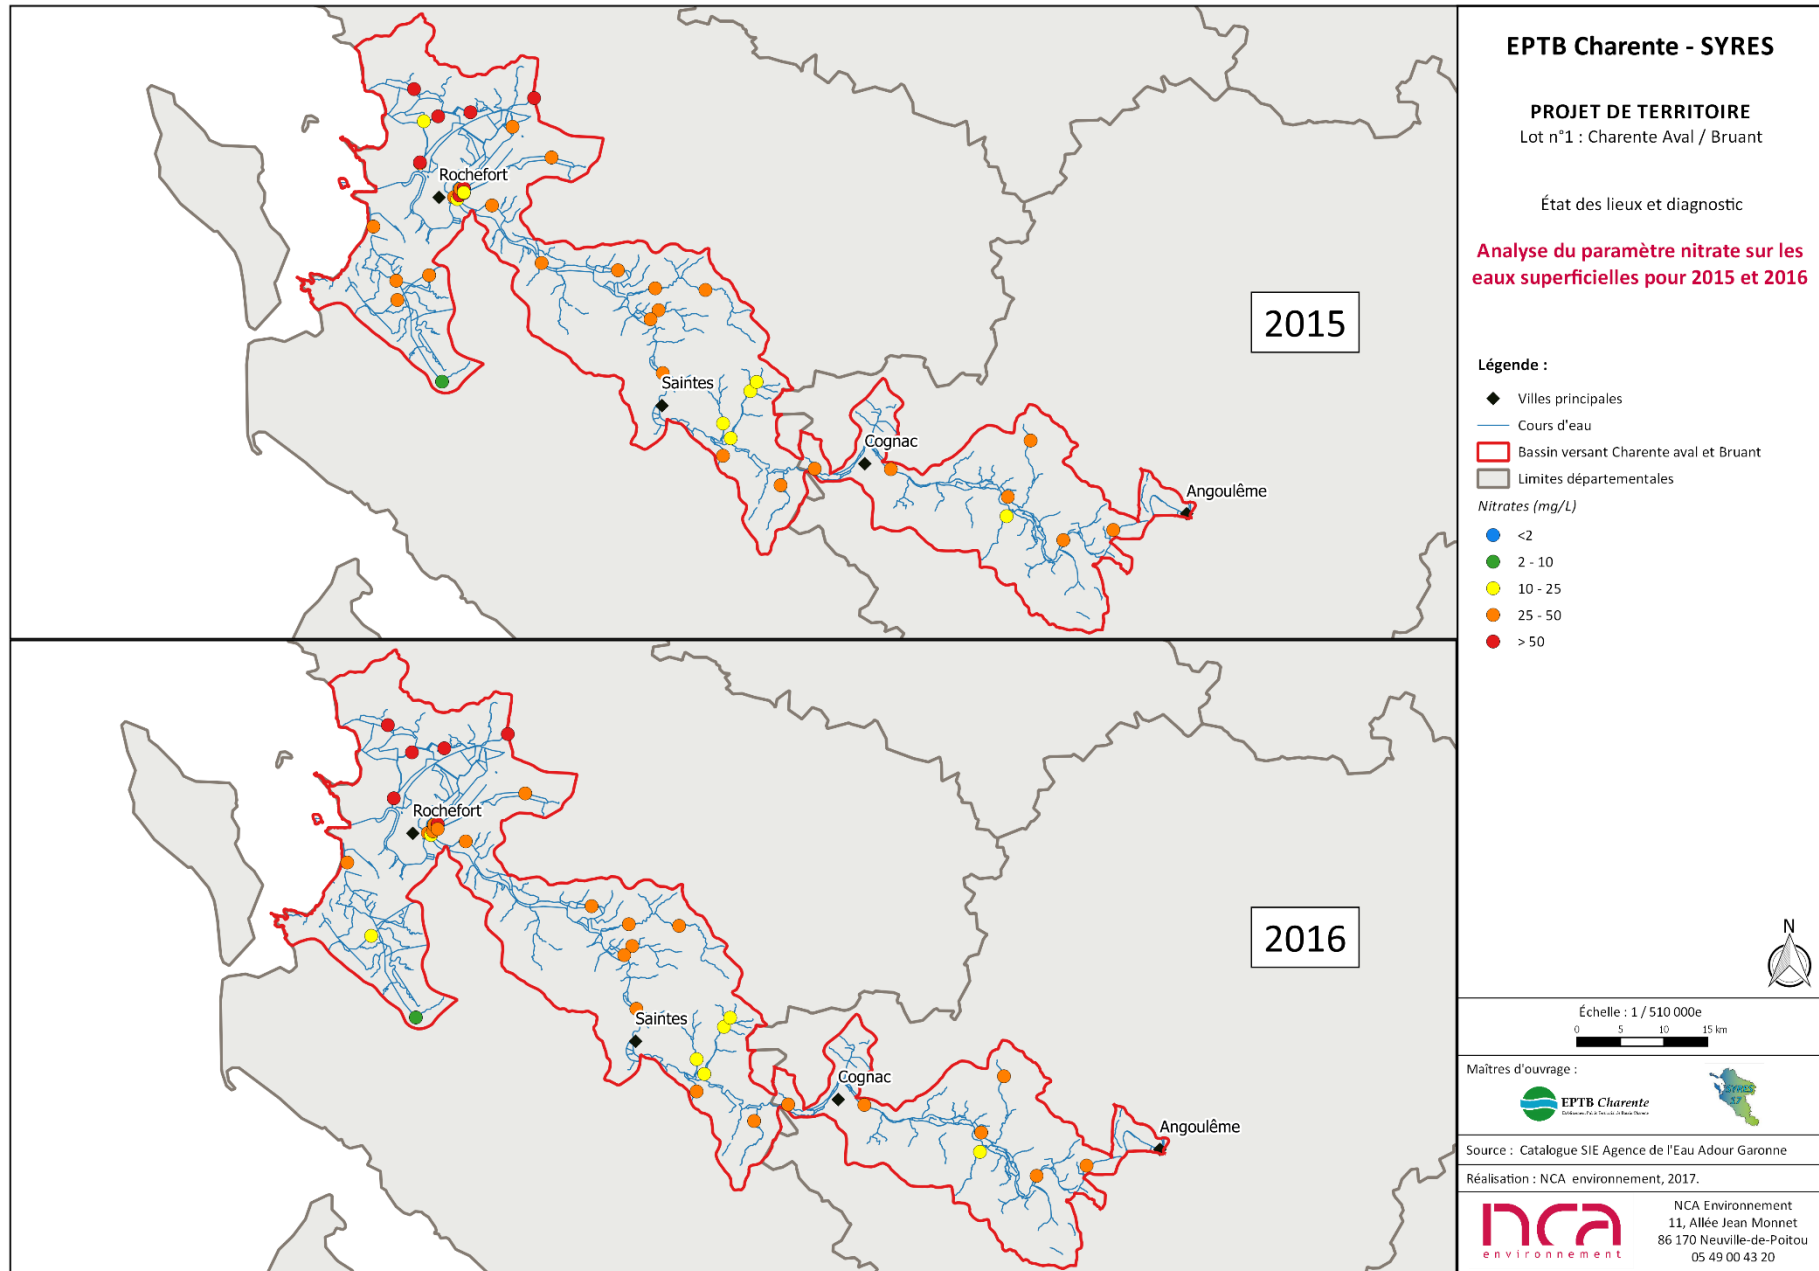 Rochefort
Saintes
Cognac
Angoulême
2015
Rochefort
Saintes
Cognac
Angoulême
2016
EPTB Charente - SYRES
PROJET DE TERRITOIRE
Lot n°1 : Charente Aval / Bruant
État des lieux et diagnostic
Analyse du paramètre nitrate sur les
eaux superficielles pour 2015 et 2016
Légende :
Villes principales
Cours d'eau
Bassin versant Charente aval et Bruant
Limites départementales
Nitrates (mg/L)
<2
2 - 10
10 - 25
25 - 50
> 50
N
Échelle : 1 / 510 000e
0 5 10 15 km
Maîtres d'ouvrage :
EPTB Charente
SYRES
17
Source : Catalogue SIE Agence de l'Eau Adour Garonne
Réalisation : NCA environnement, 2017.
nca
environnement
NCA Environnement
11, Allée Jean Monnet
86 170 Neuville-de-Poitou
05 49 00 43 20